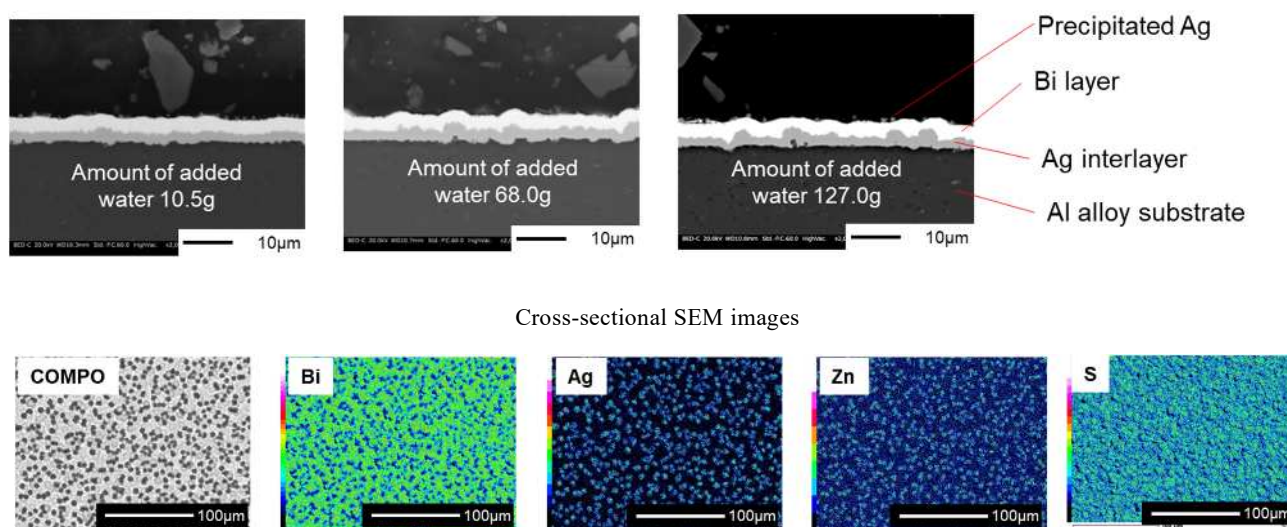 Precipitated Ag
Bi layer
Ag interlayer
Al alloy substrate
Amount of added
water 10.5g
Amount of added
water 68.0g
Amount of added
water 127.0g
10μm
10μm
10μm
Cross-sectional SEM images
COMPO
Bi
Ag
Zn
S
100μm
100μm
100μm
100μm
100μm